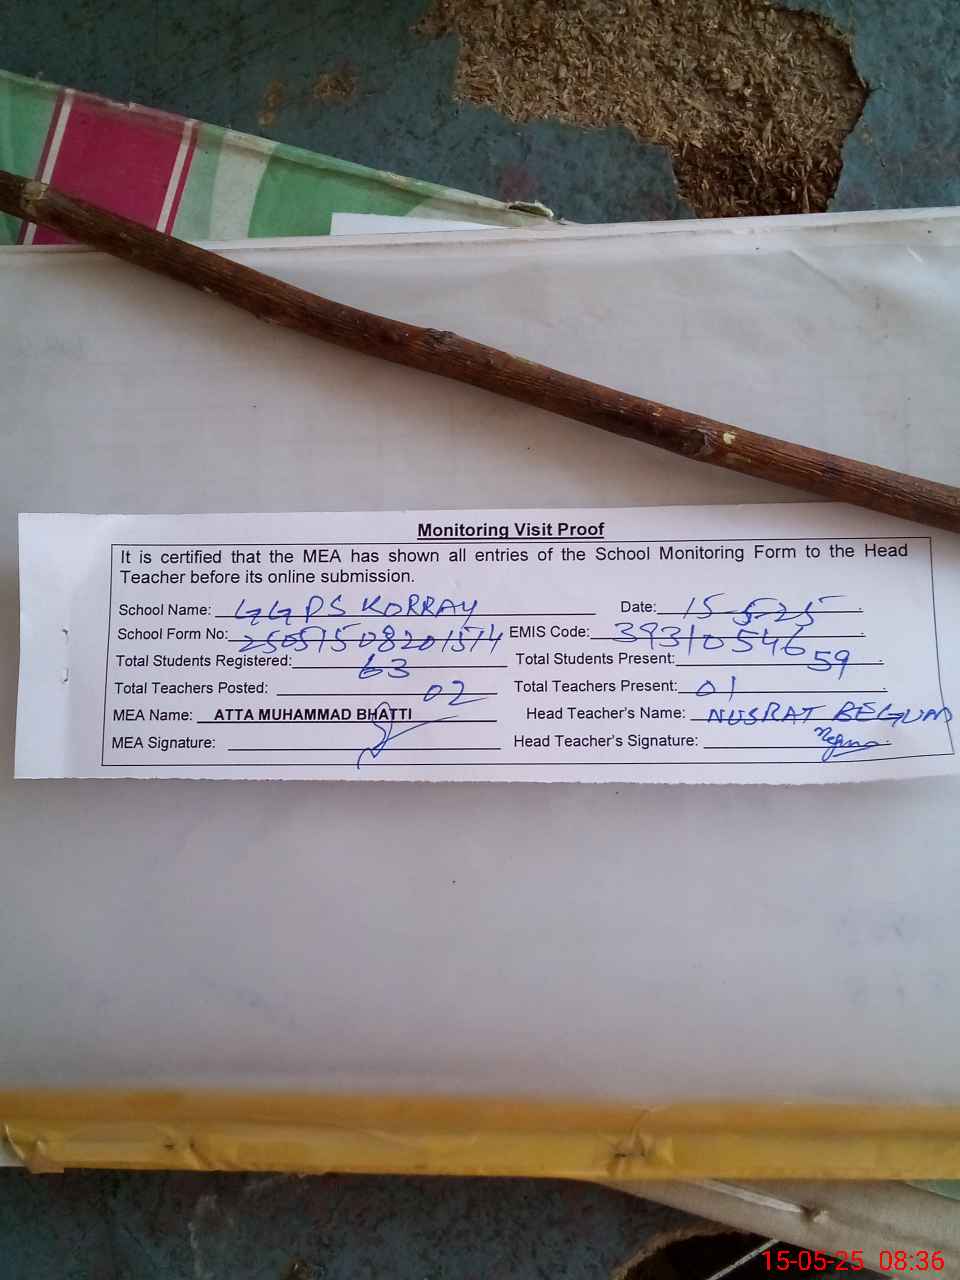 Monitoring Visit Proof
It is certified that the MEA has shown all entries of the School Monitoring Form to the Head
Teacher before its online submission.
School Name: GGPS KORRAY Date: 15-5-25
School Form No: EMIS Code: 39310546
Total Students Registered: 63 Total Students Present: 59
Total Teachers Posted: 02 Total Teachers Present: 01
MEA Name: ATTA MUHAMMAD BHATTI Head Teacher's Name: NUSRAT BEGUM
MEA Signature: Head Teacher's Signature:
15-05-25 08:36